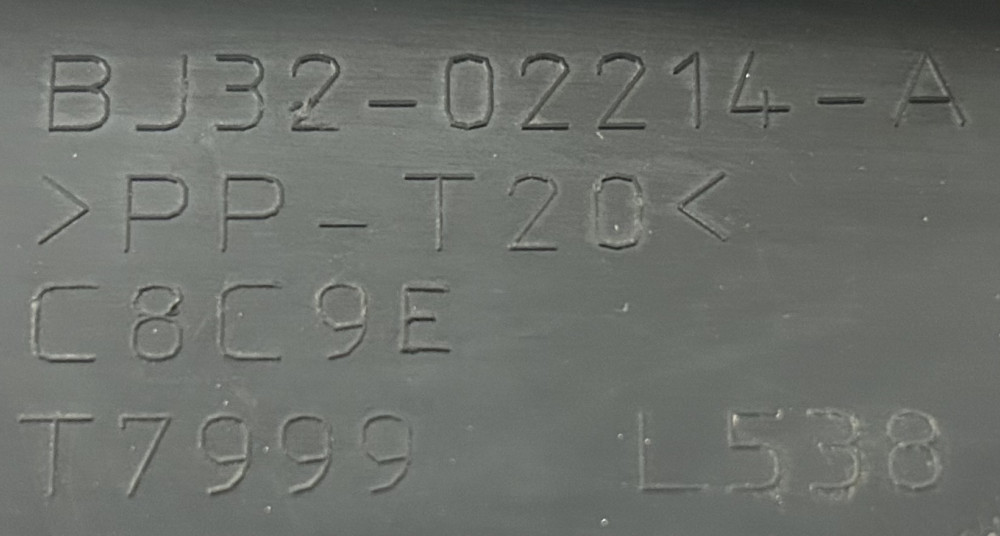 BJ32-02214-A
>PP-T20<
C8C9E
T7999 L538